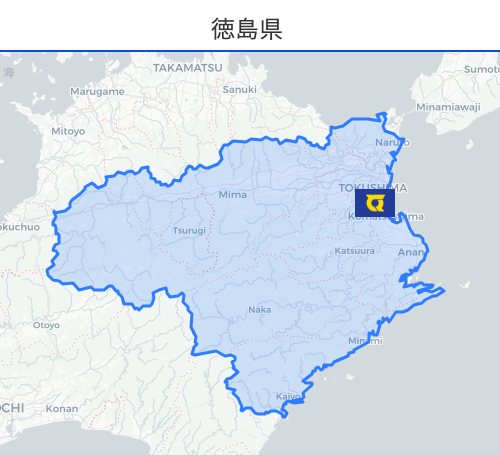 徳島県
海
TAKAMATSU
Sumoto
Sanuki
Marugame
Minamiawaji
Mitoyo
Naruto
Mima
TOKUSHIMA
okuchuo
Tsurugi
Katsuura
Anan
Naka
Otoyo
Minami
Kaiyo
OCHI
Konan